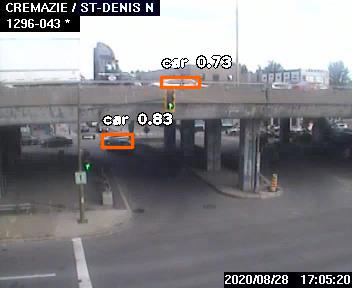 CREMAZIE / ST-DENIS N
1296-043 *
car 0.73
car 0.83
2020/08/28 17:05:20